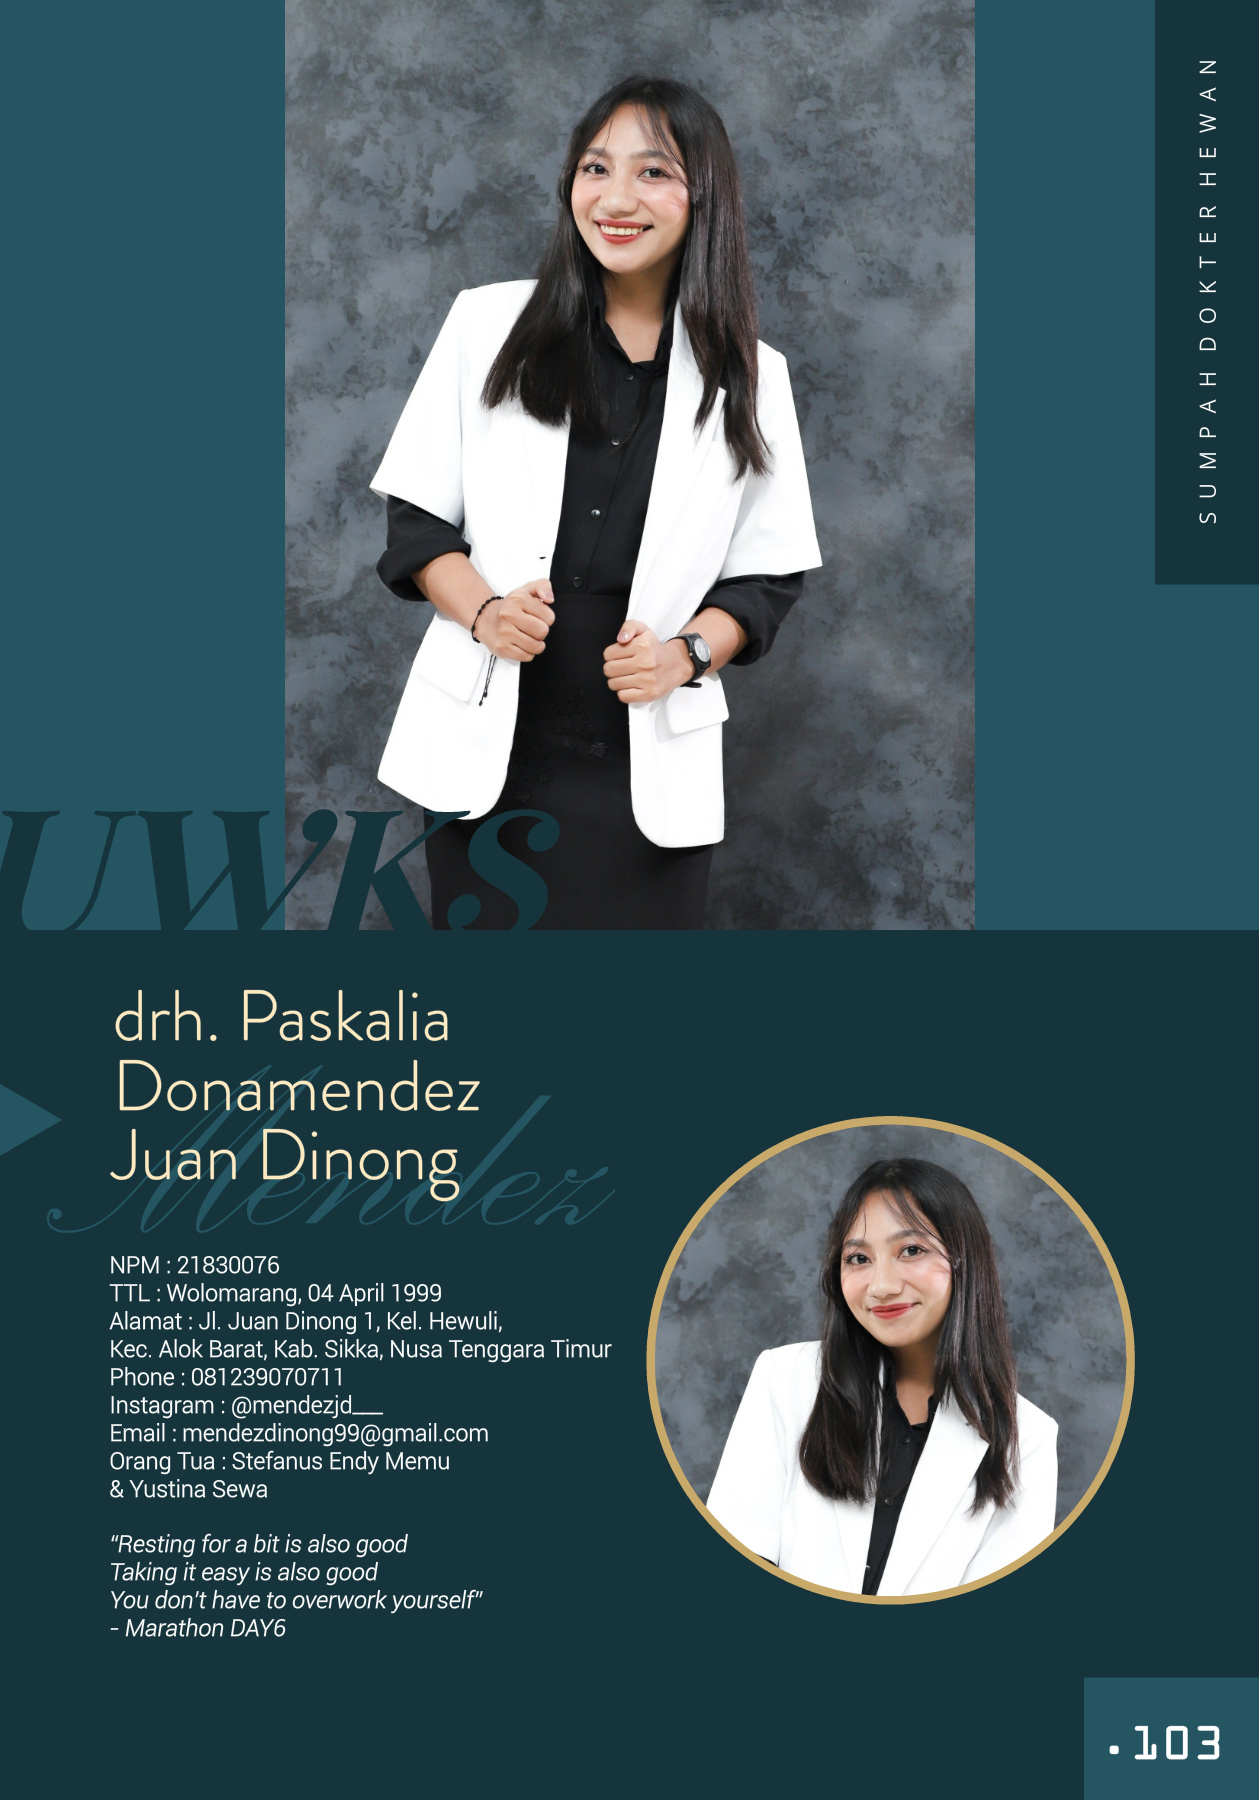 SUMPAH DOKTER HEWAN
UWKS
drh. Paskalia
Donamendez
Juan Dinong
Mendez
NPM : 21830076
TTL : Wolomarang, 04 April 1999
Alamat : Jl. Juan Dinong 1, Kel. Hewuli,
Kec. Alok Barat, Kab. Sikka, Nusa Tenggara Timur
Phone : 081239070711
Instagram : @mendezjd___
Email : mendezdinong99@gmail.com
Orang Tua : Stefanus Endy Memu
& Yustina Sewa
“Resting for a bit is also good
Taking it easy is also good
You don't have to overwork yourself”
- Marathon DAY6
.103